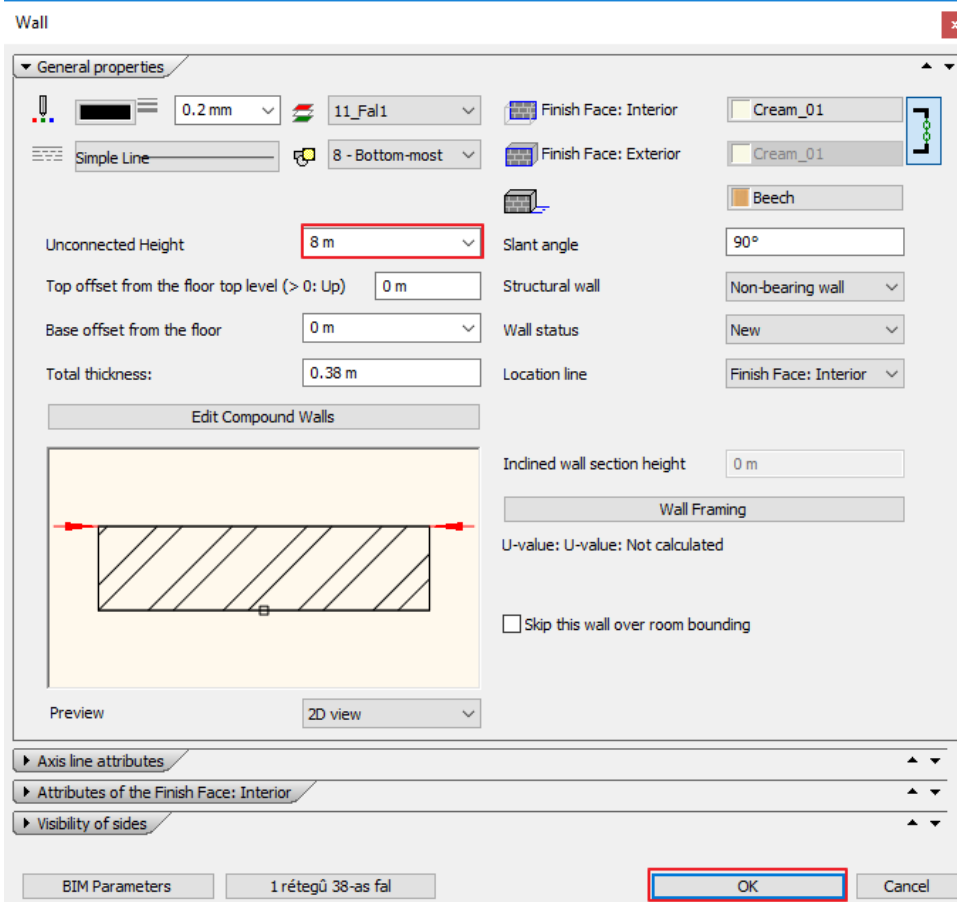 Wall
x
General properties
0.2 mm
11_Fal1
Finish Face: Interior
Cream_01
Simple Line
8 - Bottom-most
Finish Face: Exterior
Cream_01
Beech
Unconnected Height
8 m
Slant angle
90°
Top offset from the floor top level (> 0: Up)
0 m
Structural wall
Non-bearing wall
Base offset from the floor
0 m
Wall status
New
Total thickness:
0.38 m
Location line
Finish Face: Interior
Edit Compound Walls
Inclined wall section height
0 m
Wall Framing
U-value: U-value: Not calculated
Skip this wall over room bounding
Preview
2D view
Axis line attributes
Attributes of the Finish Face: Interior
Visibility of sides
BIM Parameters
1 rétegû 38-as fal
OK
Cancel